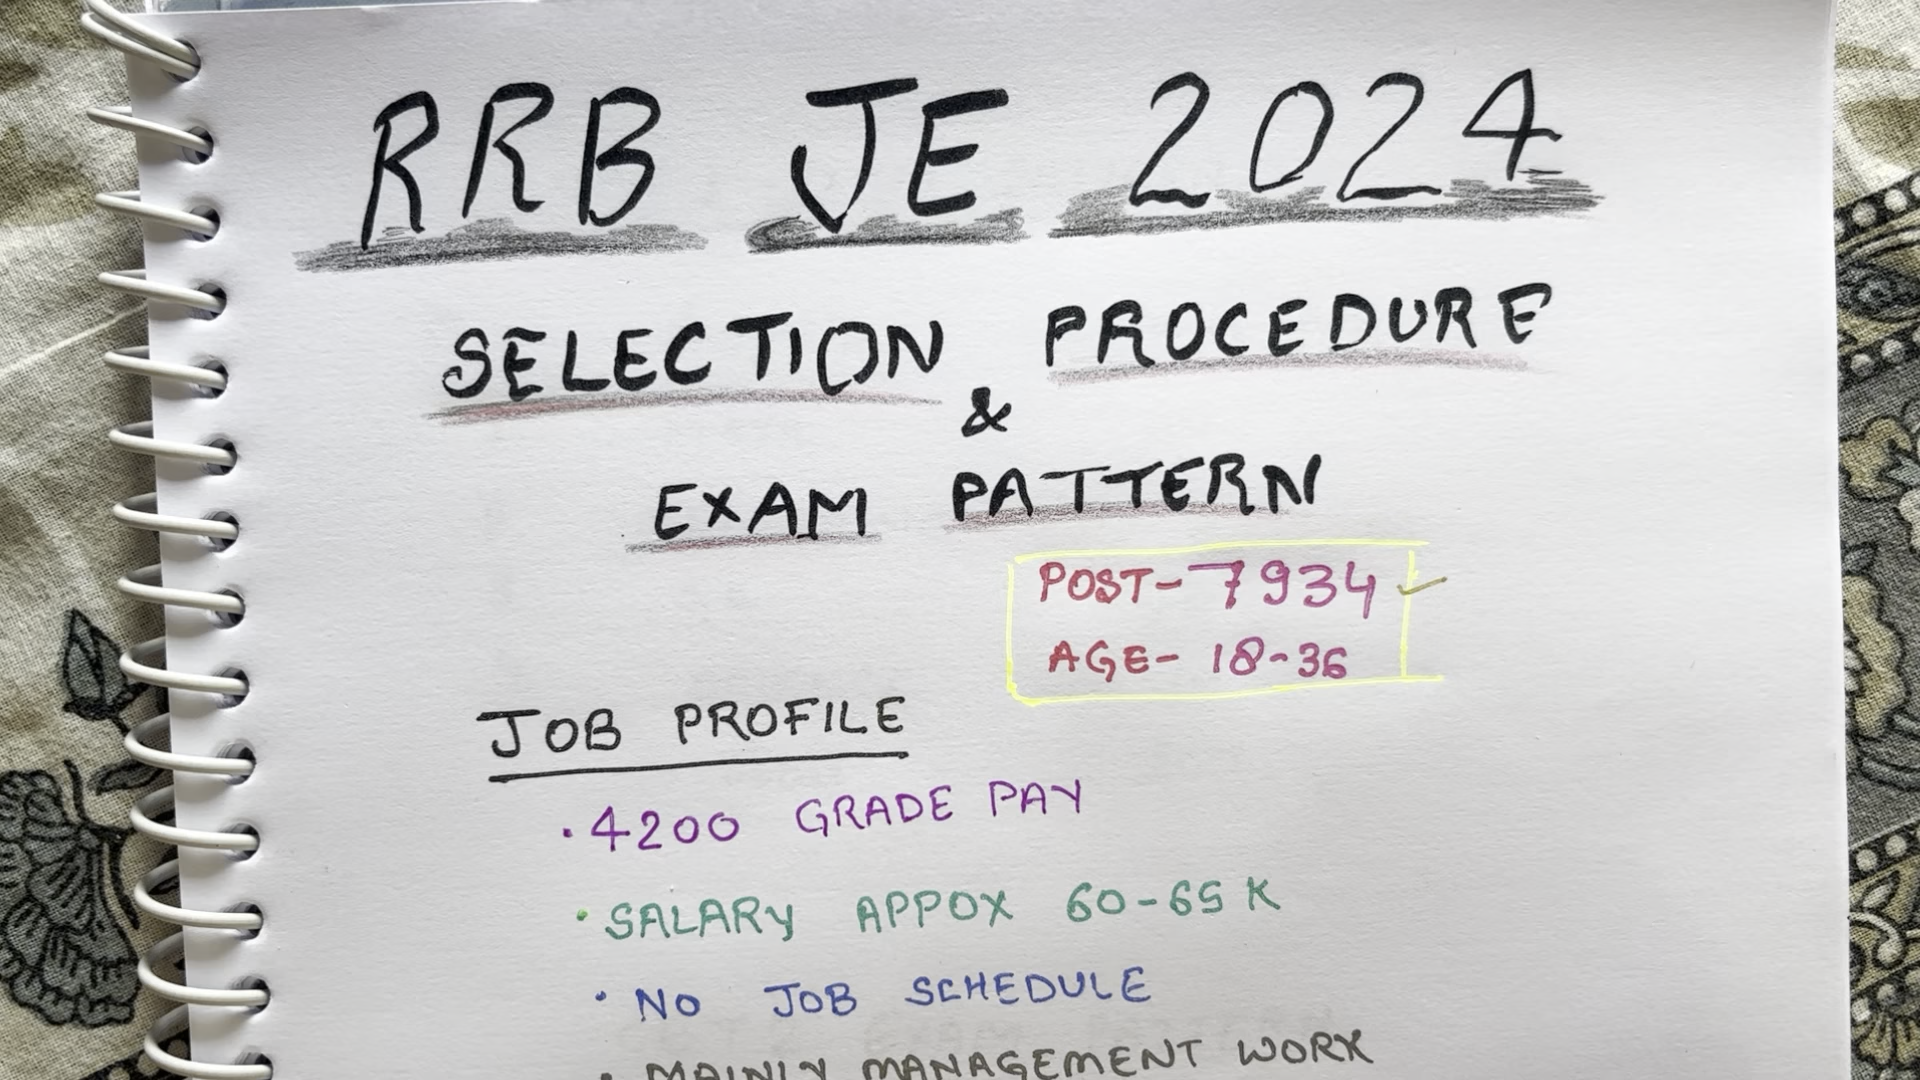 RRB JE 2024
SELECTION PROCEDURE
&
EXAM PATTERN
POST- 7934
AGE- 18-36
JOB PROFILE
· 4200 GRADE PAY
· SALARY APPOX 60-65 K
· NO JOB SCHEDULE
· MAINLY MANAGEMENT WORK